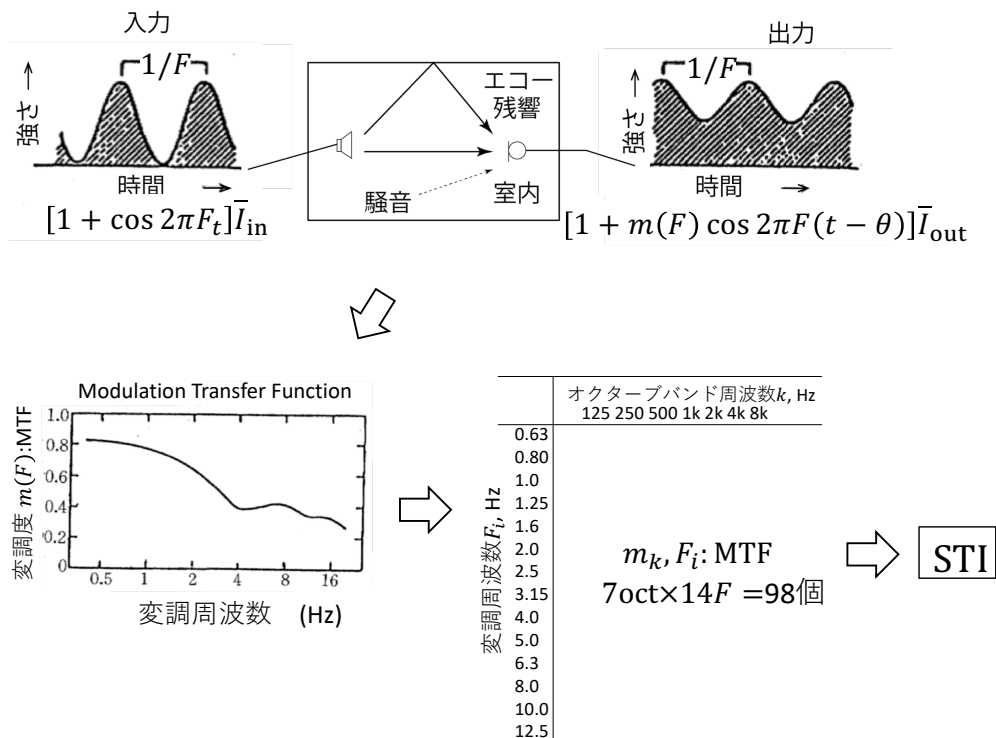 入力
1/F
強さ →
時間 →
[1 + cos 2πF_t]I̅_in
エコー
残響
騒音
室内
出力
1/F
強さ →
時間 →
[1 + m(F) cos 2πF(t − θ)]I̅_out
Modulation Transfer Function
変調度 m(F):MTF
1.0
0.8
0.6
0.4
0.2
0
0.5 1 2 4 8 16
変調周波数 (Hz)
オクターブバンド周波数k, Hz
125 250 500 1k 2k 4k 8k
変調周波数F_i, Hz
0.63
0.80
1.0
1.25
1.6
2.0
2.5
3.15
4.0
5.0
6.3
8.0
10.0
12.5
m_k, F_i: MTF
7oct×14F =98個
STI